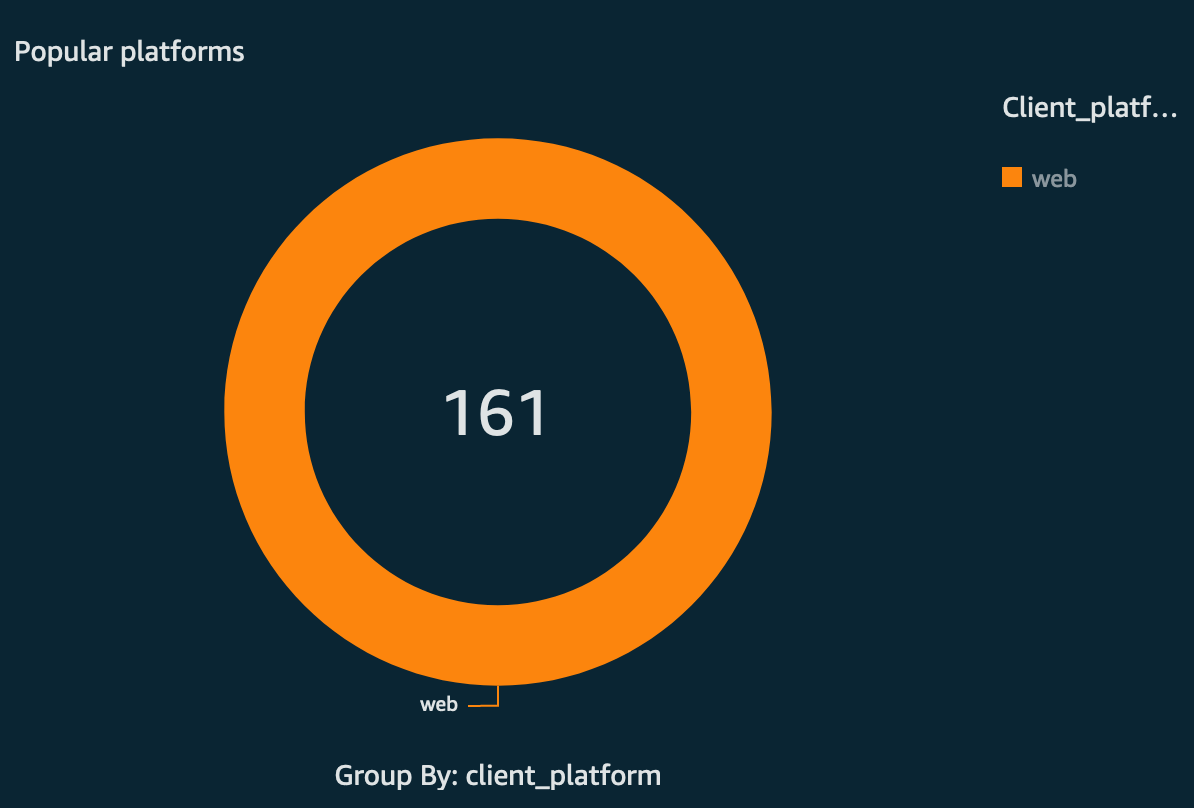 Popular platforms
Client_platf...
web
161
web
Group By: client_platform